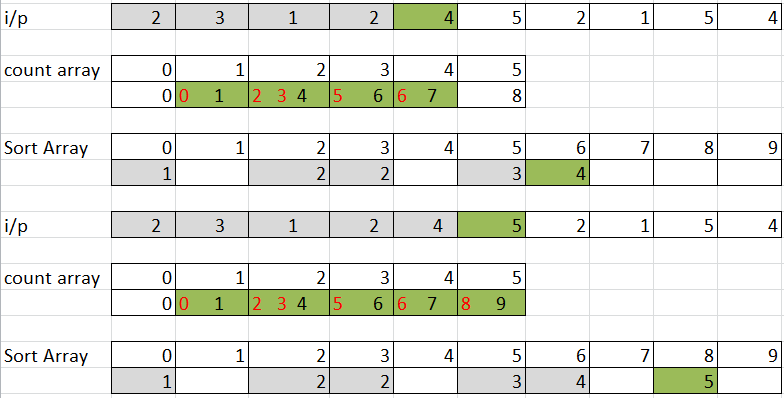 i/p 2 3 1 2 4 5 2 1 5 4
count array 0 1 2 3 4 5
0 0 1 2 3 4 5 6 6 7 8
Sort Array 0 1 2 3 4 5 6 7 8 9
1 2 2 3 4
i/p 2 3 1 2 4 5 2 1 5 4
count array 0 1 2 3 4 5
0 0 1 2 3 4 5 6 6 7 8 9
Sort Array 0 1 2 3 4 5 6 7 8 9
1 2 2 3 4 5